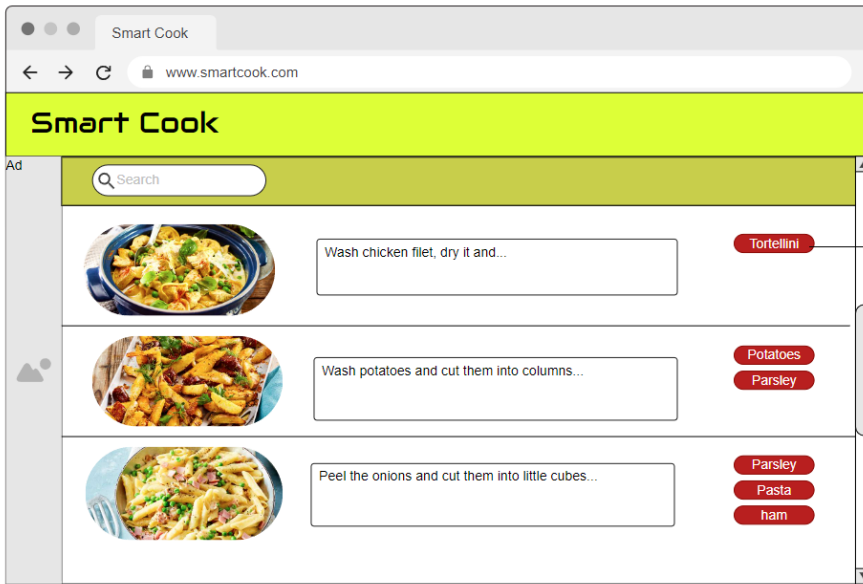 Smart Cook
www.smartcook.com
Smart Cook
Ad
Search
Wash chicken filet, dry it and...
Tortellini
Wash potatoes and cut them into columns...
Potatoes
Parsley
Peel the onions and cut them into little cubes...
Parsley
Pasta
ham